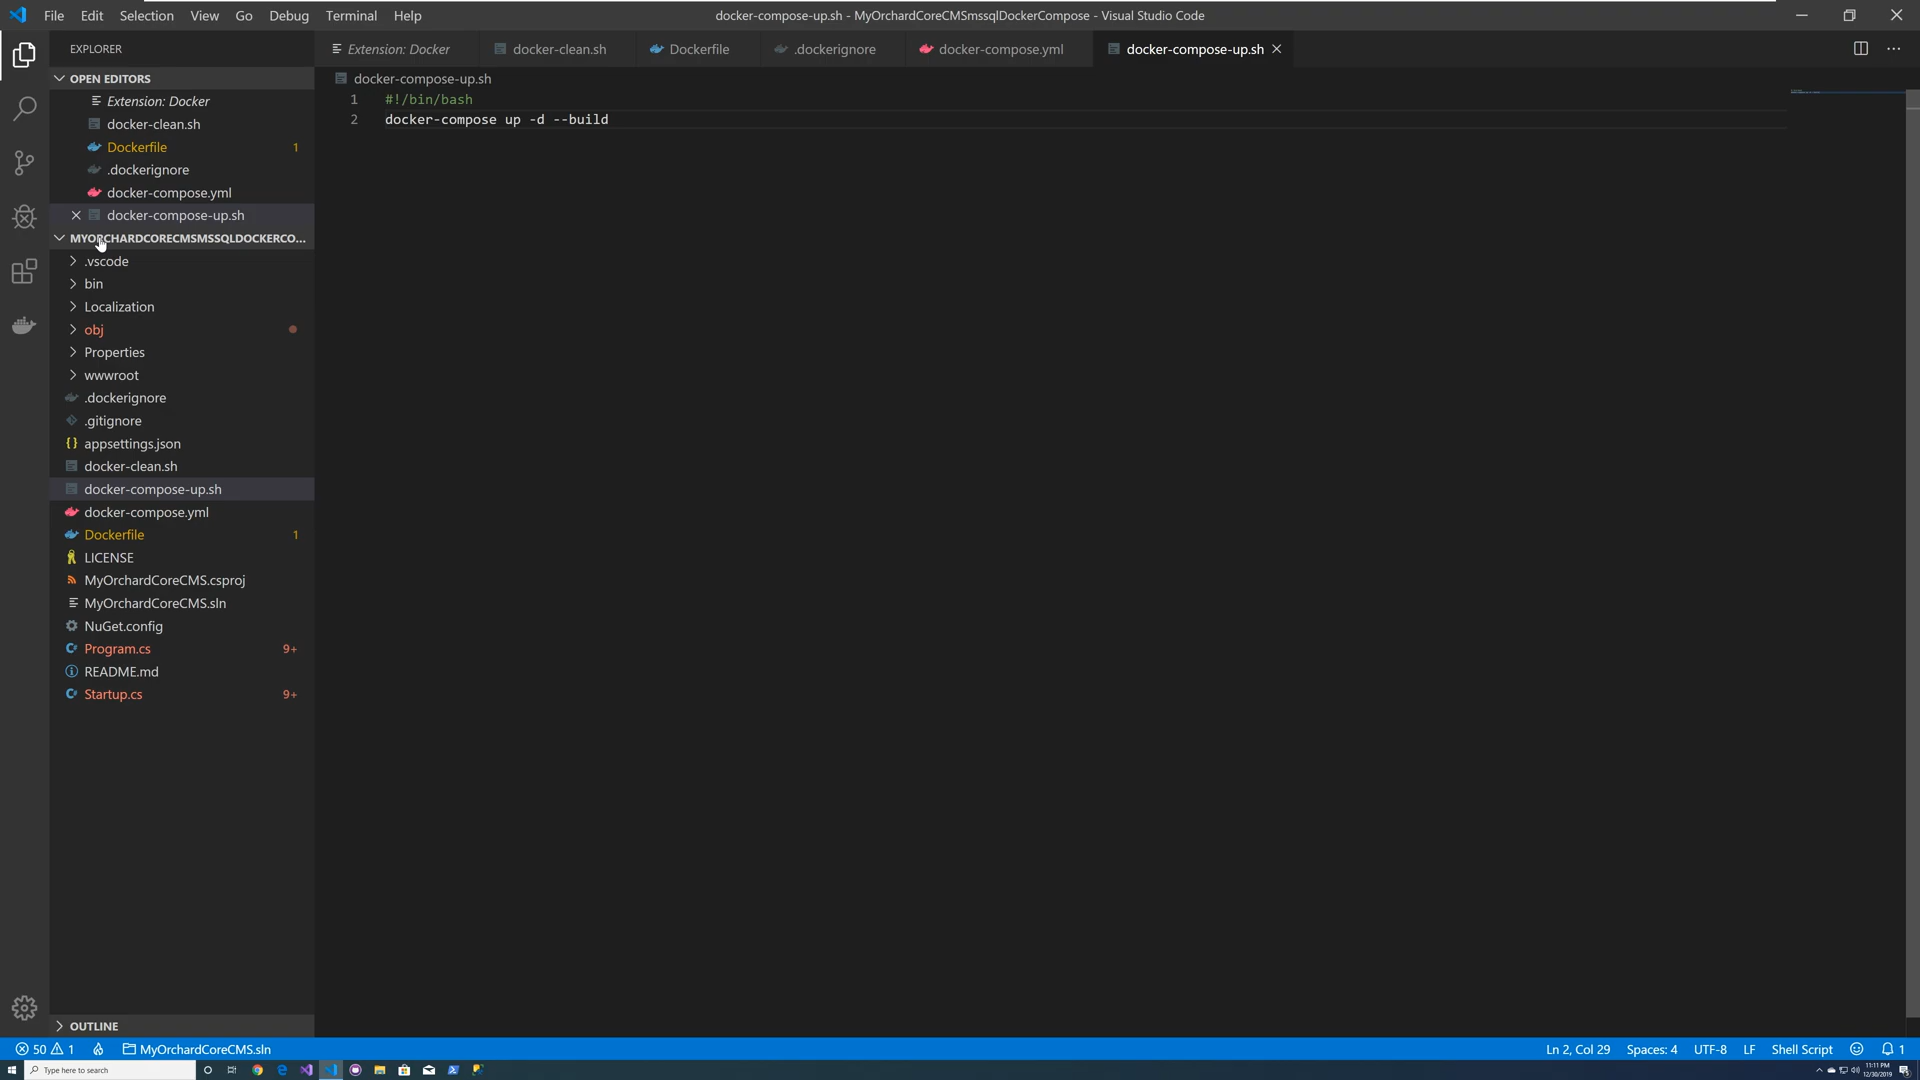 File Edit Selection View Go Debug Terminal Help
docker-compose-up.sh - MyOrchardCoreCMSmssqlDockerCompose - Visual Studio Code
EXPLORER
Extension: Docker
docker-clean.sh
Dockerfile
.dockerignore
docker-compose.yml
docker-compose-up.sh
OPEN EDITORS
Extension: Docker
docker-clean.sh
Dockerfile 1
.dockerignore
docker-compose.yml
docker-compose-up.sh
MYORCHARDCORECMSMSSQLDOCKERCO...
.vscode
bin
Localization
obj
Properties
wwwroot
.dockerignore
.gitignore
appsettings.json
docker-clean.sh
docker-compose-up.sh
docker-compose.yml
Dockerfile 1
LICENSE
MyOrchardCoreCMS.csproj
MyOrchardCoreCMS.sln
NuGet.config
Program.cs 9+
README.md
Startup.cs 9+
OUTLINE
docker-compose-up.sh
1 #!/bin/bash
2 docker-compose up -d --build
50 1 MyOrchardCoreCMS.sln
Ln 2, Col 29 Spaces: 4 UTF-8 LF Shell Script 1
Type here to search
11:11 PM
12/30/2019